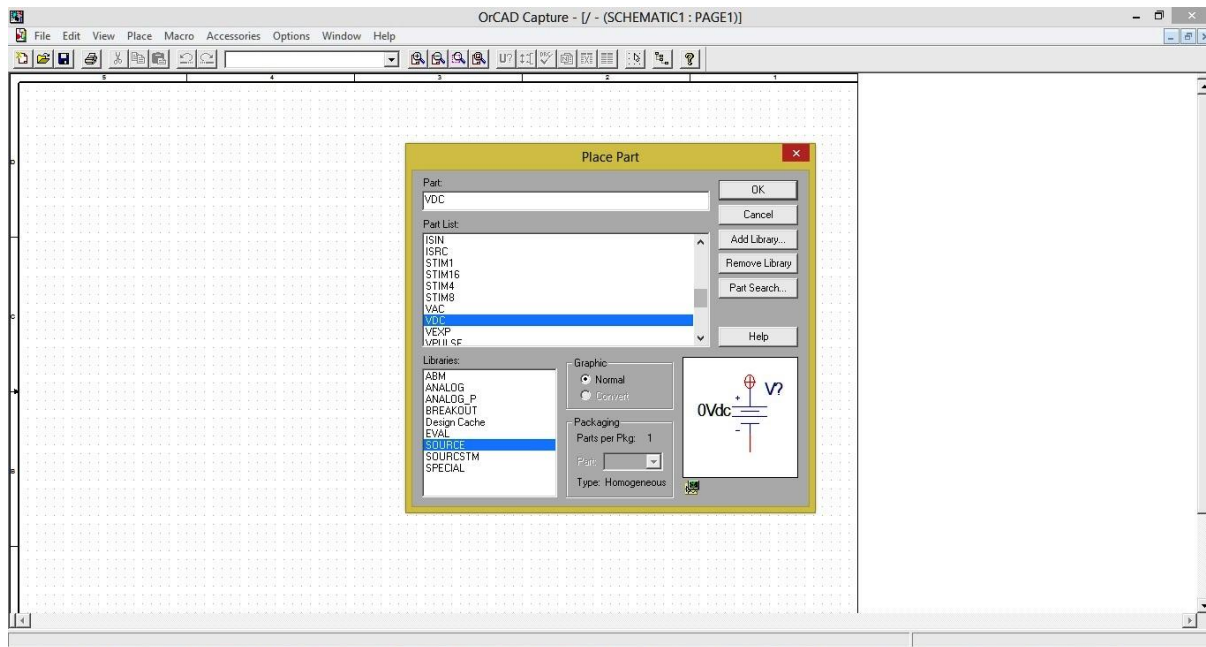 OrCAD Capture - [/ - (SCHEMATIC1 : PAGE1)]
File Edit View Place Macro Accessories Options Window Help
U?
5 4 3 2 1
D
C
B
Place Part
Part:
VDC
OK
Cancel
Part List:
ISIN
ISRC
STIM1
STIM16
STIM4
STIM8
VAC
VDC
VEXP
VPULSE
Add Library...
Remove Library
Part Search...
Help
Libraries:
ABM
ANALOG
ANALOG_P
BREAKOUT
Design Cache
EVAL
SOURCE
SOURCSTM
SPECIAL
Graphic
Normal
Convert
Packaging
Parts per Pkg: 1
Part:
Type: Homogeneous
V?
0Vdc
+
-